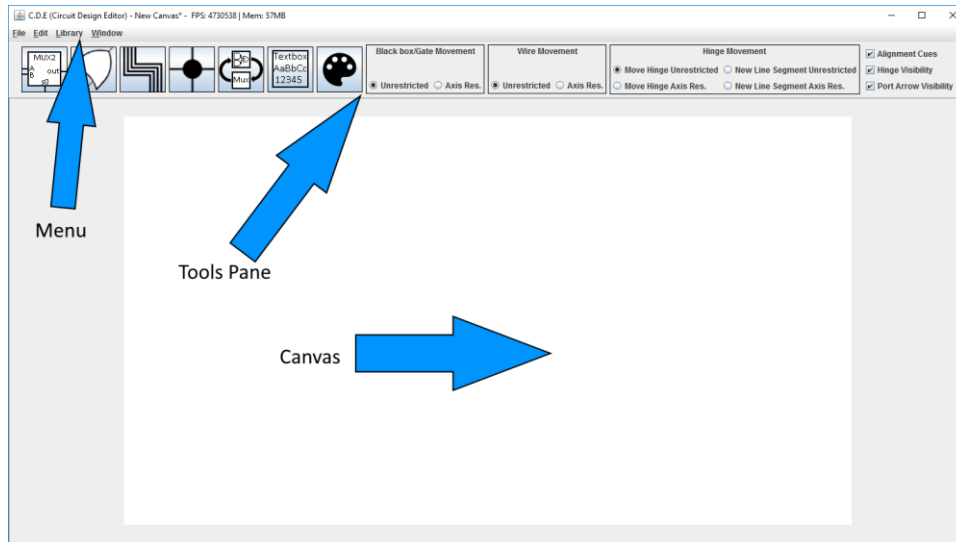 C.D.E (Circuit Design Editor) - New Canvas* - FPS: 4730538 | Mem: 57MB
File Edit Library Window
MUX2
A
B
out
Mux
Textbox
AaBbCc
12345
Black box/Gate Movement
Unrestricted Axis Res.
Wire Movement
Unrestricted Axis Res.
Hinge Movement
Move Hinge Unrestricted New Line Segment Unrestricted
Move Hinge Axis Res. New Line Segment Axis Res.
Alignment Cues
Hinge Visibility
Port Arrow Visibility
Menu
Tools Pane
Canvas